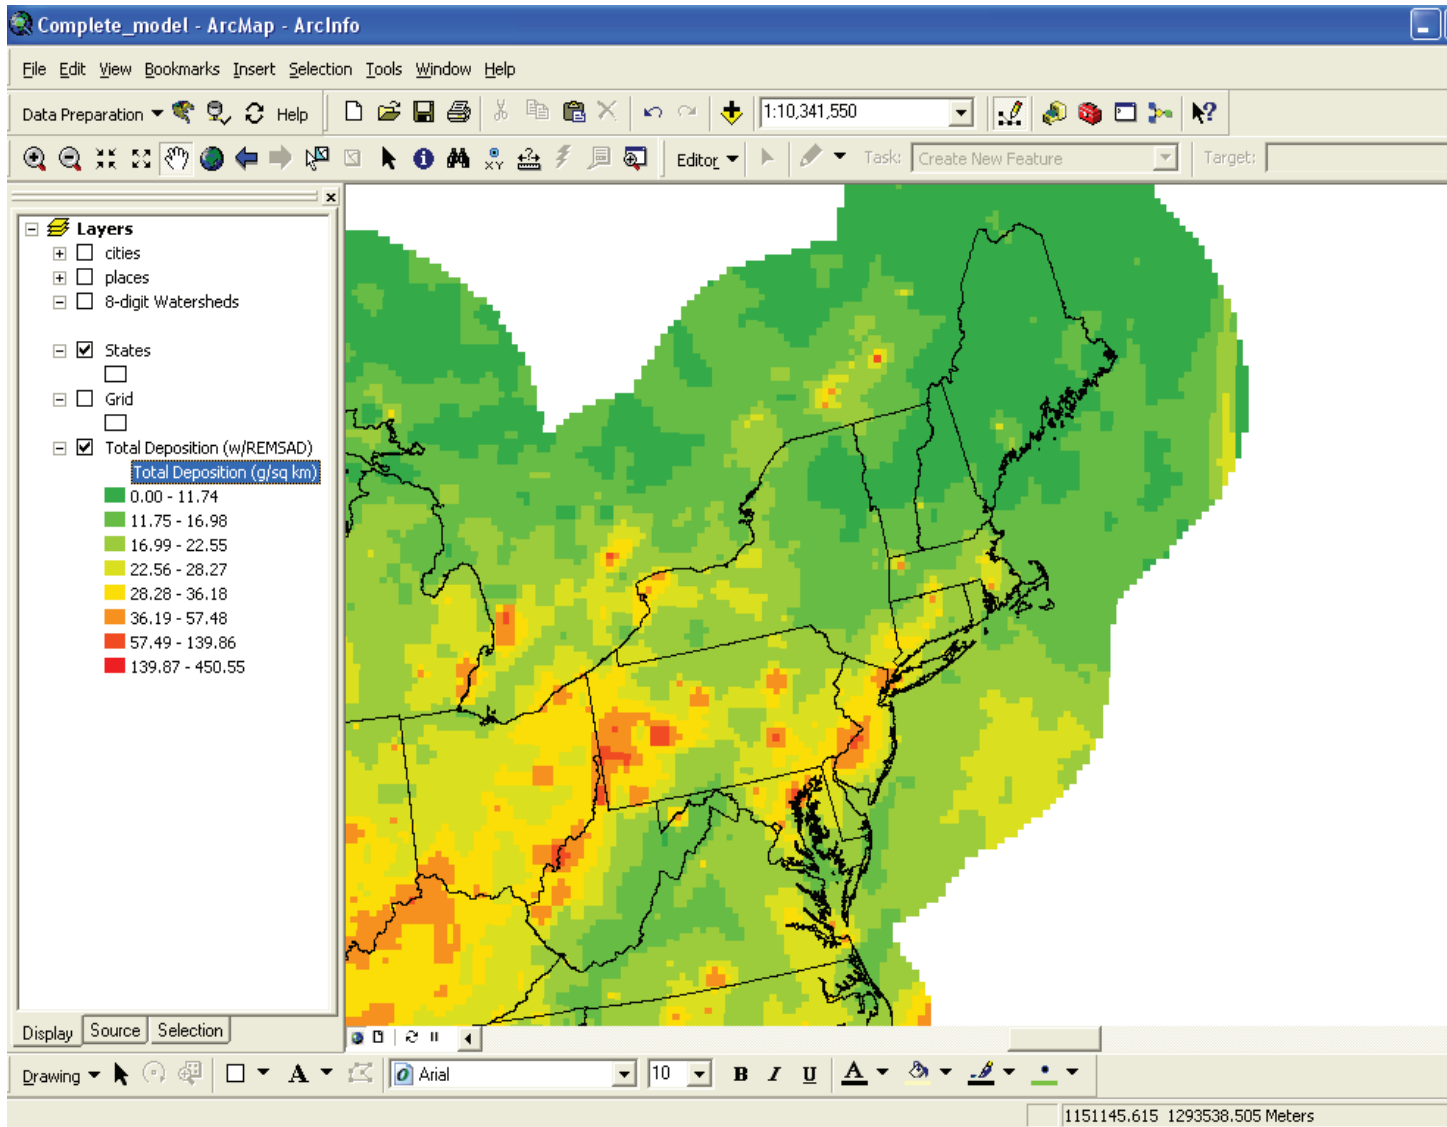 Complete_model - ArcMap - ArcInfo
File Edit View Bookmarks Insert Selection Tools Window Help
Data Preparation Help 1:10,341,550
Editor Task: Create New Feature Target:
Layers
cities
places
8-digit Watersheds
States
Grid
Total Deposition (w/REMSAD)
Total Deposition (g/sq km)
0.00 - 11.74
11.75 - 16.98
16.99 - 22.55
22.56 - 28.27
28.28 - 36.18
36.19 - 57.48
57.49 - 139.86
139.87 - 450.55
Display Source Selection
Drawing A Arial 10 B I U A
1151145.615 1293538.505 Meters